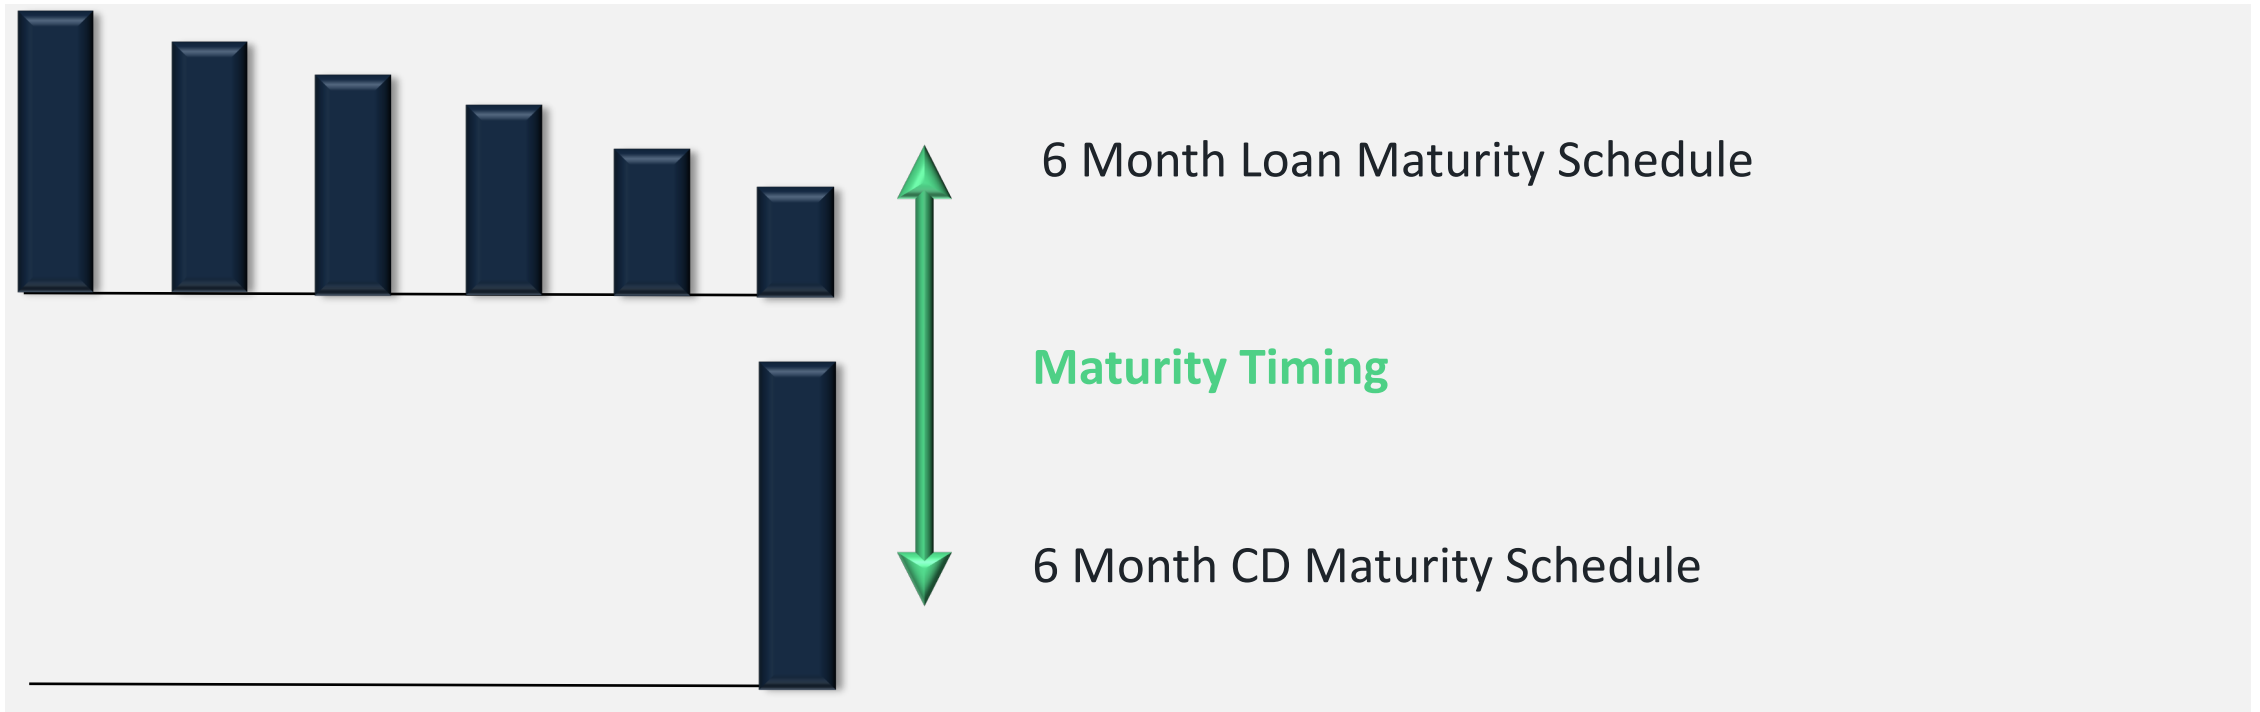 6 Month Loan Maturity Schedule
Maturity Timing
6 Month CD Maturity Schedule